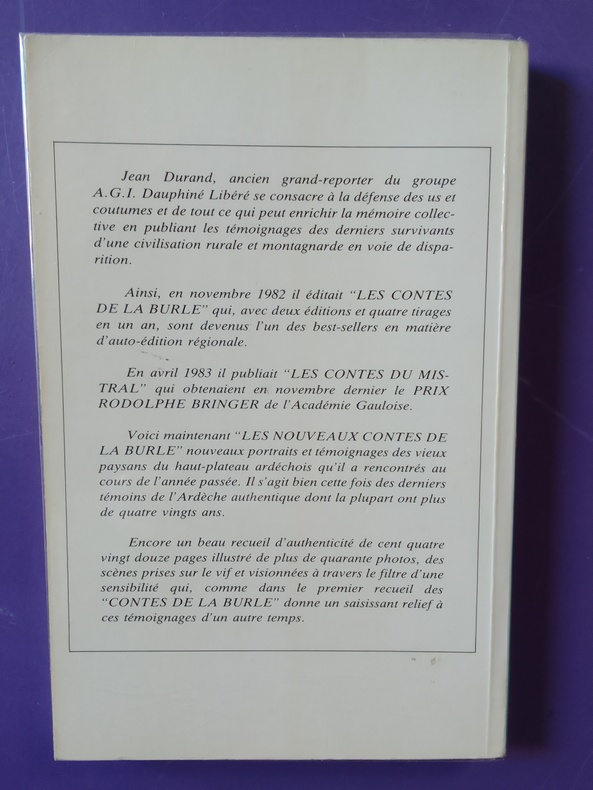 Jean Durand, ancien grand-reporter du groupe
A.G.I. Dauphiné Libéré se consacre à la défense des us et
coutumes et de tout ce qui peut enrichir la mémoire collec-
tive en publiant les témoignages des derniers survivants
d'une civilisation rurale et montagnarde en voie de dispa-
rition.
Ainsi, en novembre 1982 il éditait "LES CONTES
DE LA BURLE" qui, avec deux éditions et quatre tirages
en un an, sont devenus l'un des best-sellers en matière
d'auto-édition régionale.
En avril 1983 il publiait "LES CONTES DU MIS-
TRAL" qui obtenaient en novembre dernier le PRIX
RODOLPHE BRINGER de l'Académie Gauloise.
Voici maintenant "LES NOUVEAUX CONTES DE
LA BURLE" nouveaux portraits et témoignages des vieux
paysans du haut-plateau ardéchois qu'il a rencontrés au
cours de l'année passée. Il s'agit bien cette fois des derniers
témoins de l'Ardèche authentique dont la plupart ont plus
de quatre vingts ans.
Encore un beau recueil d'authenticité de cent quatre
vingt douze pages illustré de plus de quarante photos, des
scènes prises sur le vif et visionnées à travers le filtre d'une
sensibilité qui, comme dans le premier recueil des
"CONTES DE LA BURLE" donne un saisissant relief à
ces témoignages d'un autre temps.